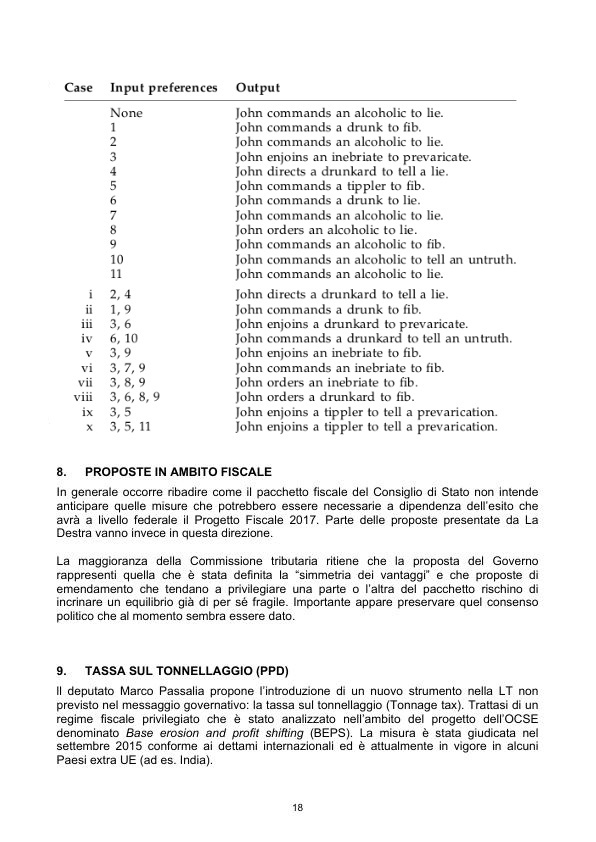 Case Input preferences Output
None John commands an alcoholic to lie.
1 John commands a drunk to fib.
2 John commands an alcoholic to lie.
3 John enjoins an inebriate to prevaricate.
4 John directs a drunkard to tell a lie.
5 John commands a tippler to fib.
6 John commands a drunk to lie.
7 John commands an alcoholic to lie.
8 John orders an alcoholic to lie.
9 John commands an alcoholic to fib.
10 John commands an alcoholic to tell an untruth.
11 John commands an alcoholic to lie.
i 2, 4 John directs a drunkard to tell a lie.
ii 1, 9 John commands a drunk to fib.
iii 3, 6 John enjoins a drunkard to prevaricate.
iv 6, 10 John commands a drunkard to tell an untruth.
v 3, 9 John enjoins an inebriate to fib.
vi 3, 7, 9 John commands an inebriate to fib.
vii 3, 8, 9 John orders an inebriate to fib.
viii 3, 6, 8, 9 John orders a drunkard to fib.
ix 3, 5 John enjoins a tippler to tell a prevarication.
x 3, 5, 11 John enjoins a tippler to tell a prevarication.
8. PROPOSTE IN AMBITO FISCALE
In generale occorre ribadire come il pacchetto fiscale del Consiglio di Stato non intende
anticipare quelle misure che potrebbero essere necessarie a dipendenza dell'esito che
avrà a livello federale il Progetto Fiscale 2017. Parte delle proposte presentate da La
Destra vanno invece in questa direzione.
La maggioranza della Commissione tributaria ritiene che la proposta del Governo
rappresenti quella che è stata definita la “simmetria dei vantaggi” e che proposte di
emendamento che tendano a privilegiare una parte o l'altra del pacchetto rischino di
incrinare un equilibrio già di per sé fragile. Importante appare preservare quel consenso
politico che al momento sembra essere dato.
9. TASSA SUL TONNELLAGGIO (PPD)
Il deputato Marco Passalia propone l'introduzione di un nuovo strumento nella LT non
previsto nel messaggio governativo: la tassa sul tonnellaggio (Tonnage tax). Trattasi di un
regime fiscale privilegiato che è stato analizzato nell'ambito del progetto dell'OCSE
denominato Base erosion and profit shifting (BEPS). La misura è stata giudicata nel
settembre 2015 conforme ai dettami internazionali ed è attualmente in vigore in alcuni
Paesi extra UE (ad es. India).
18